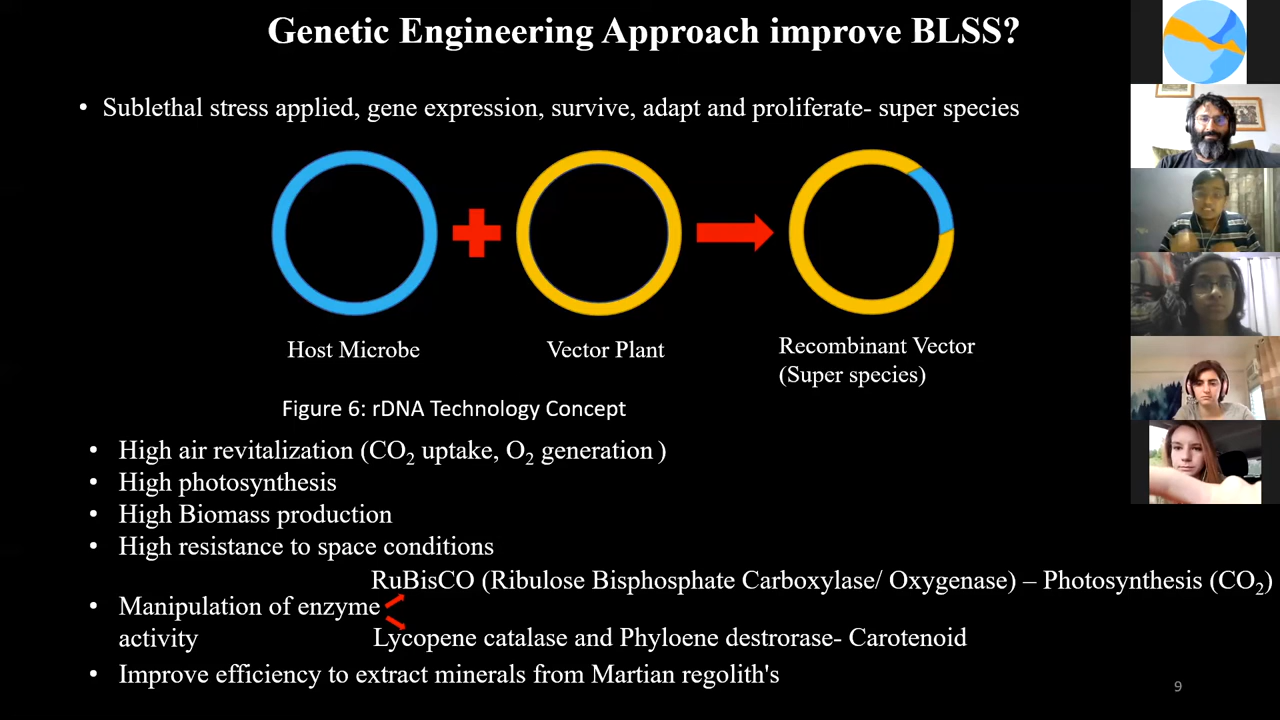 Genetic Engineering Approach improve BLSS?
• Sublethal stress applied, gene expression, survive, adapt and proliferate- super species
Host Microbe
Vector Plant
Recombinant Vector
(Super species)
Figure 6: rDNA Technology Concept
• High air revitalization (CO₂ uptake, O₂ generation )
• High photosynthesis
• High Biomass production
• High resistance to space conditions
RuBisCO (Ribulose Bisphosphate Carboxylase/ Oxygenase) – Photosynthesis (CO₂)
• Manipulation of enzyme
activity
Lycopene catalase and Phyloene destrorase- Carotenoid
• Improve efficiency to extract minerals from Martian regolith's
9